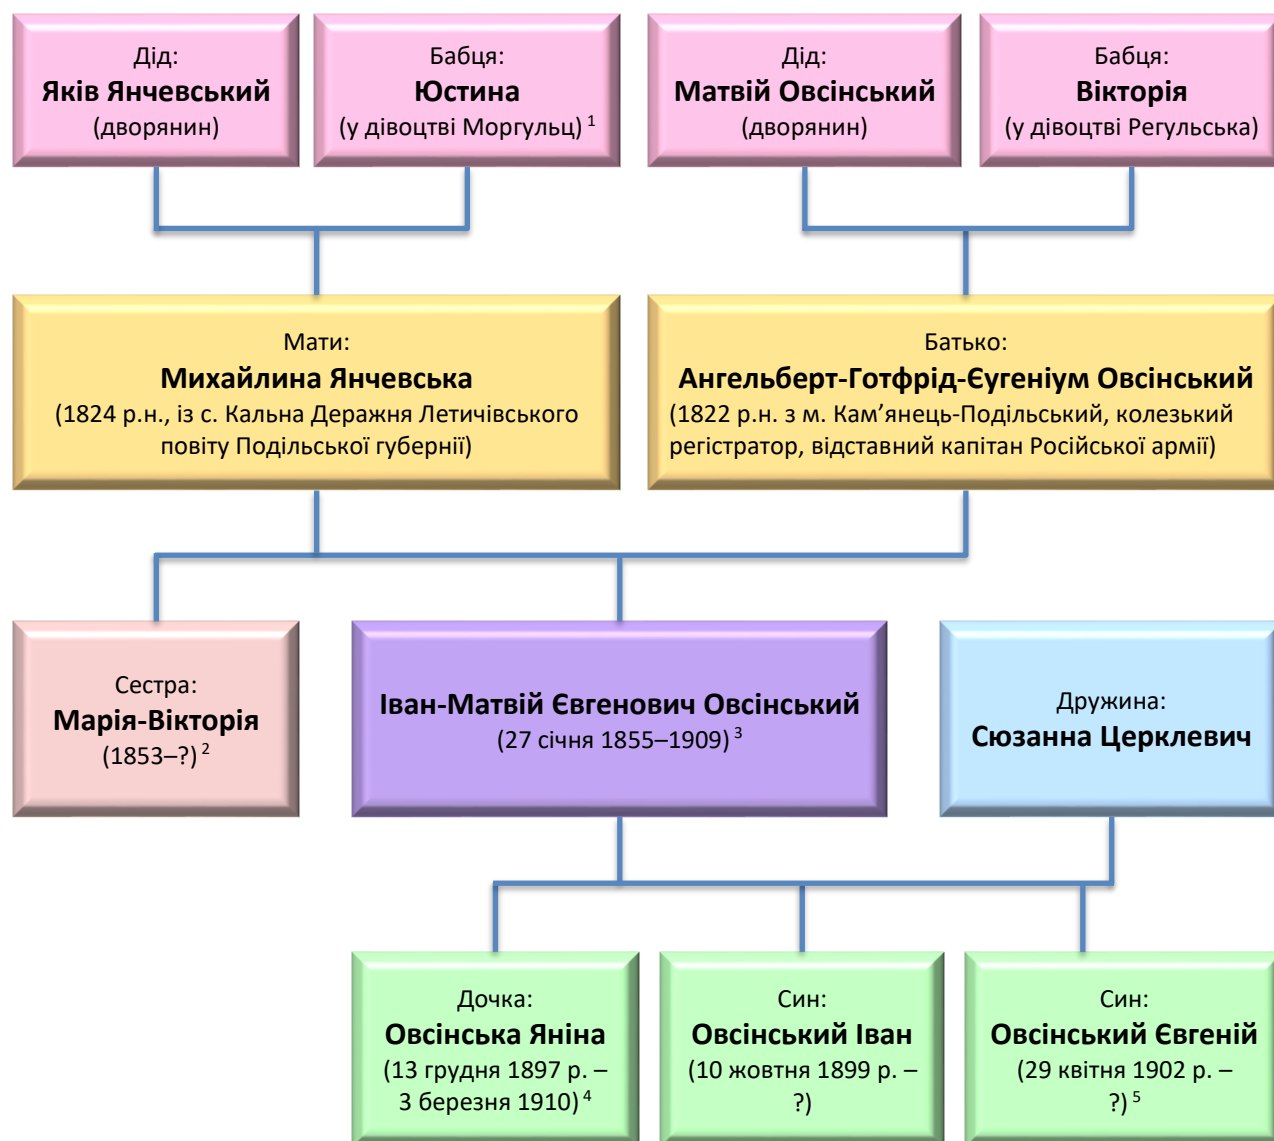 Дід:
Яків Янчевський
(дворянин)
Бабця:
Юстина
(у дівоцтві Моргульц) 1
Дід:
Матвій Овсінський
(дворянин)
Бабця:
Вікторія
(у дівоцтві Регульська)
Мати:
Михайлина Янчевська
(1824 р.н., із с. Кальна Деражня Летичівського
повіту Подільської губернії)
Батько:
Ангельберт-Готфрід-Єугеніум Овсінський
(1822 р.н. з м. Кам’янець-Подільський, колезький
регістратор, відставний капітан Російської армії)
Сестра:
Марія-Вікторія
(1853–?) 2
Іван-Матвій Євгенович Овсінський
(27 січня 1855–1909) 3
Дружина:
Сюзанна Церклевич
Дочка:
Овсінська Яніна
(13 грудня 1897 р. –
3 березня 1910) 4
Син:
Овсінський Іван
(10 жовтня 1899 р. –
?)
Син:
Овсінський Євгеній
(29 квітня 1902 р. –
?) 5